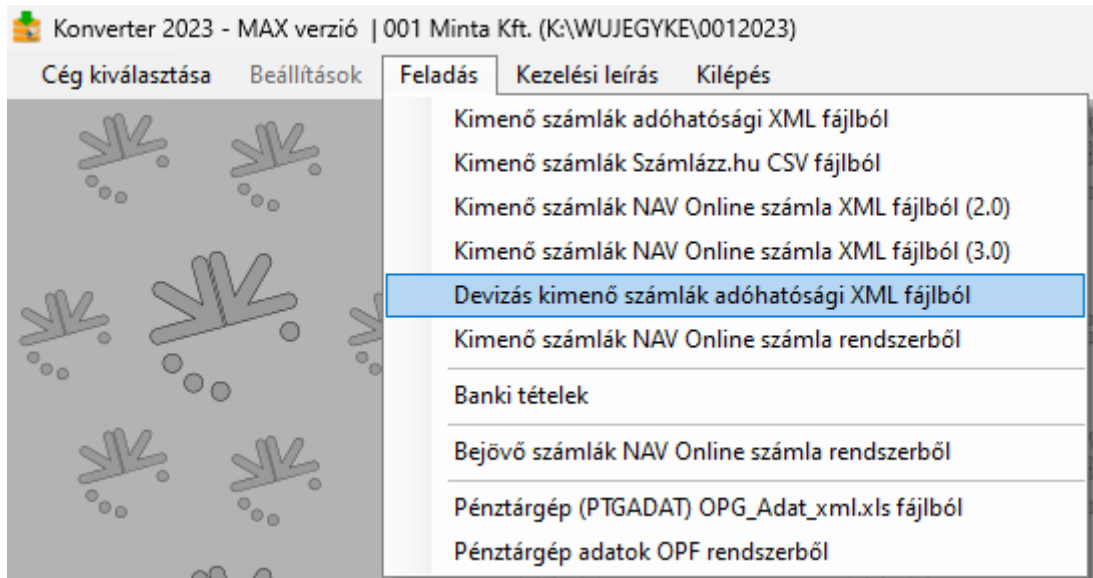 Konverter 2023 - MAX verzió | 001 Minta Kft. (K:\WUJEGYKE\0012023)
Cég kiválasztása Beállítások Feladás Kezelési leírás Kilépés
Kimenő számlák adóhatósági XML fájlból
Kimenő számlák Számlázz.hu CSV fájlból
Kimenő számlák NAV Online számla XML fájlból (2.0)
Kimenő számlák NAV Online számla XML fájlból (3.0)
Devizás kimenő számlák adóhatósági XML fájlból
Kimenő számlák NAV Online számla rendszerből
Banki tételek
Bejövő számlák NAV Online számla rendszerből
Pénztárgép (PTGADAT) OPG_Adat_xml.xls fájlból
Pénztárgép adatok OPF rendszerből